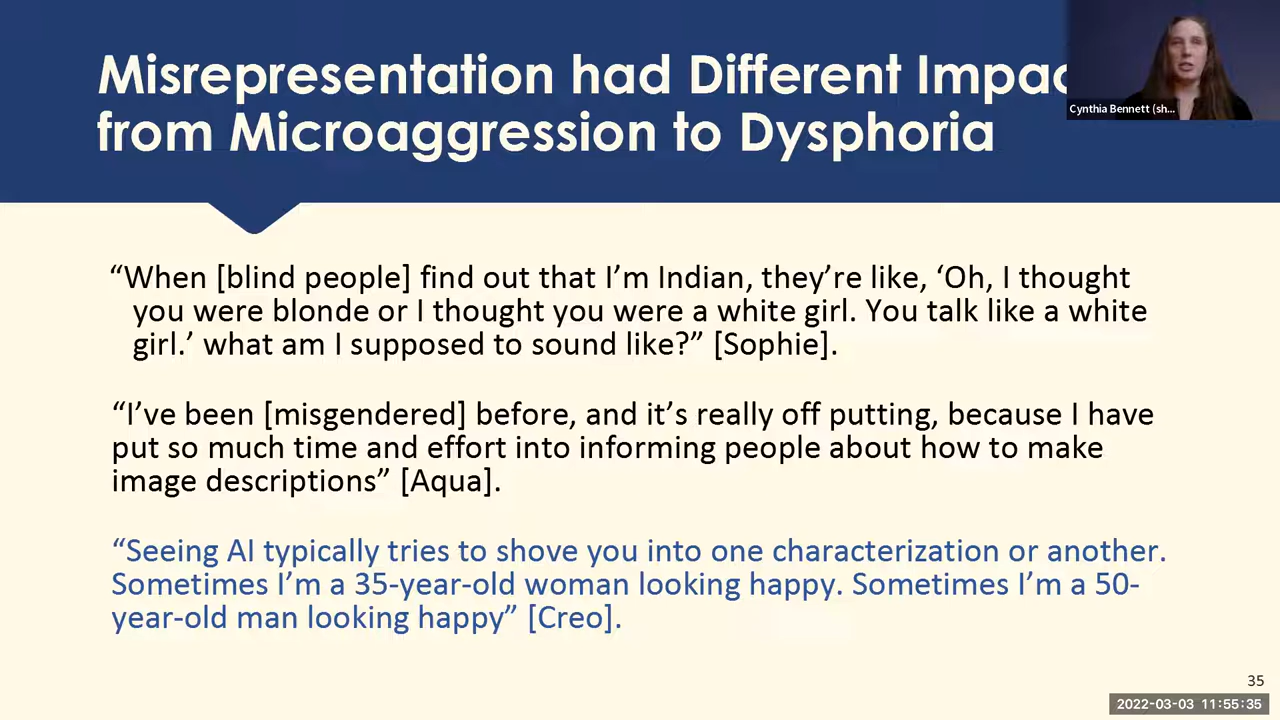 Misrepresentation had Different Impac
from Microaggression to Dysphoria
Cynthia Bennett (sh...
“When [blind people] find out that I’m Indian, they’re like, ‘Oh, I thought
you were blonde or I thought you were a white girl. You talk like a white
girl.’ what am I supposed to sound like?” [Sophie].
“I’ve been [misgendered] before, and it’s really off putting, because I have
put so much time and effort into informing people about how to make
image descriptions” [Aqua].
“Seeing AI typically tries to shove you into one characterization or another.
Sometimes I’m a 35-year-old woman looking happy. Sometimes I’m a 50-
year-old man looking happy” [Creo].
35
2022-03-03 11:55:35